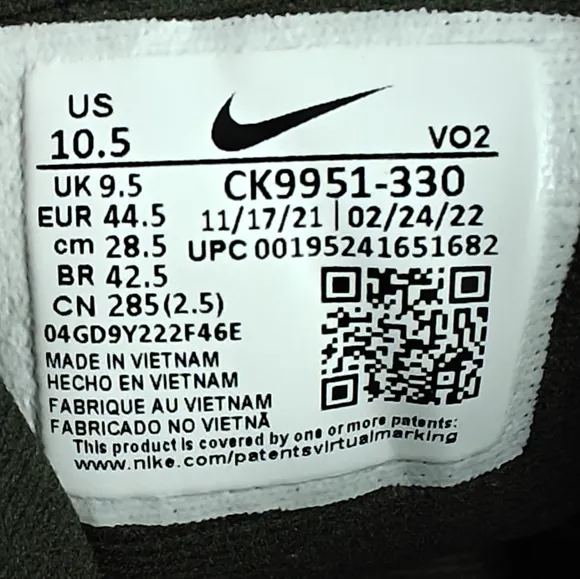 US
10.5
VO2
UK 9.5
CK9951-330
EUR 44.5
11/17/21 | 02/24/22
cm 28.5
UPC 00195241651682
BR 42.5
CN 285(2.5)
04GD9Y222F46E
MADE IN VIETNAM
HECHO EN VIETNAM
FABRIQUE AU VIETNAM
FABRICADO NO VIETNÃ
This product is covered by one or more patents:
www.nike.com/patentsvirtualmarking